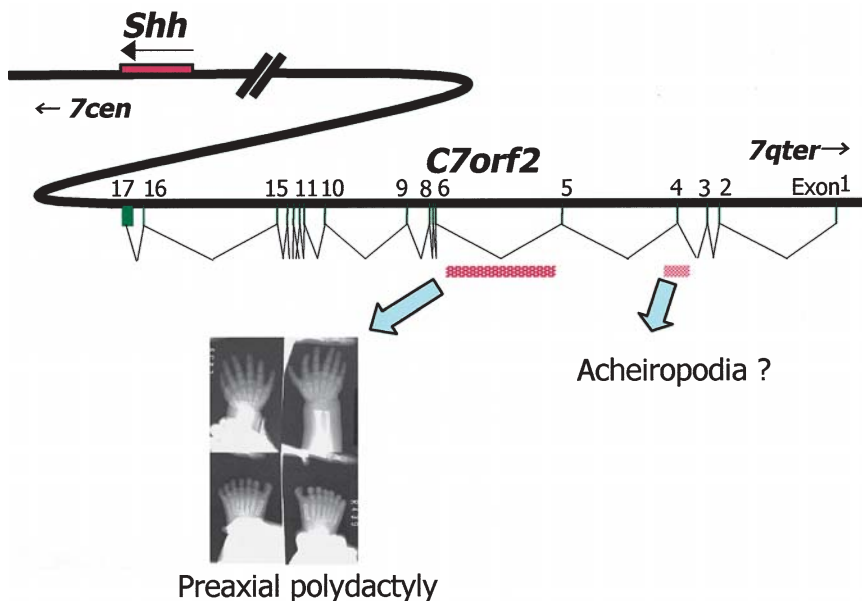 Shh
← 7cen
C7orf2
7qter→
17 16 15 11 10 9 8 6 5 4 3 2 Exon1
Acheiropodia ?
Preaxial polydactyly